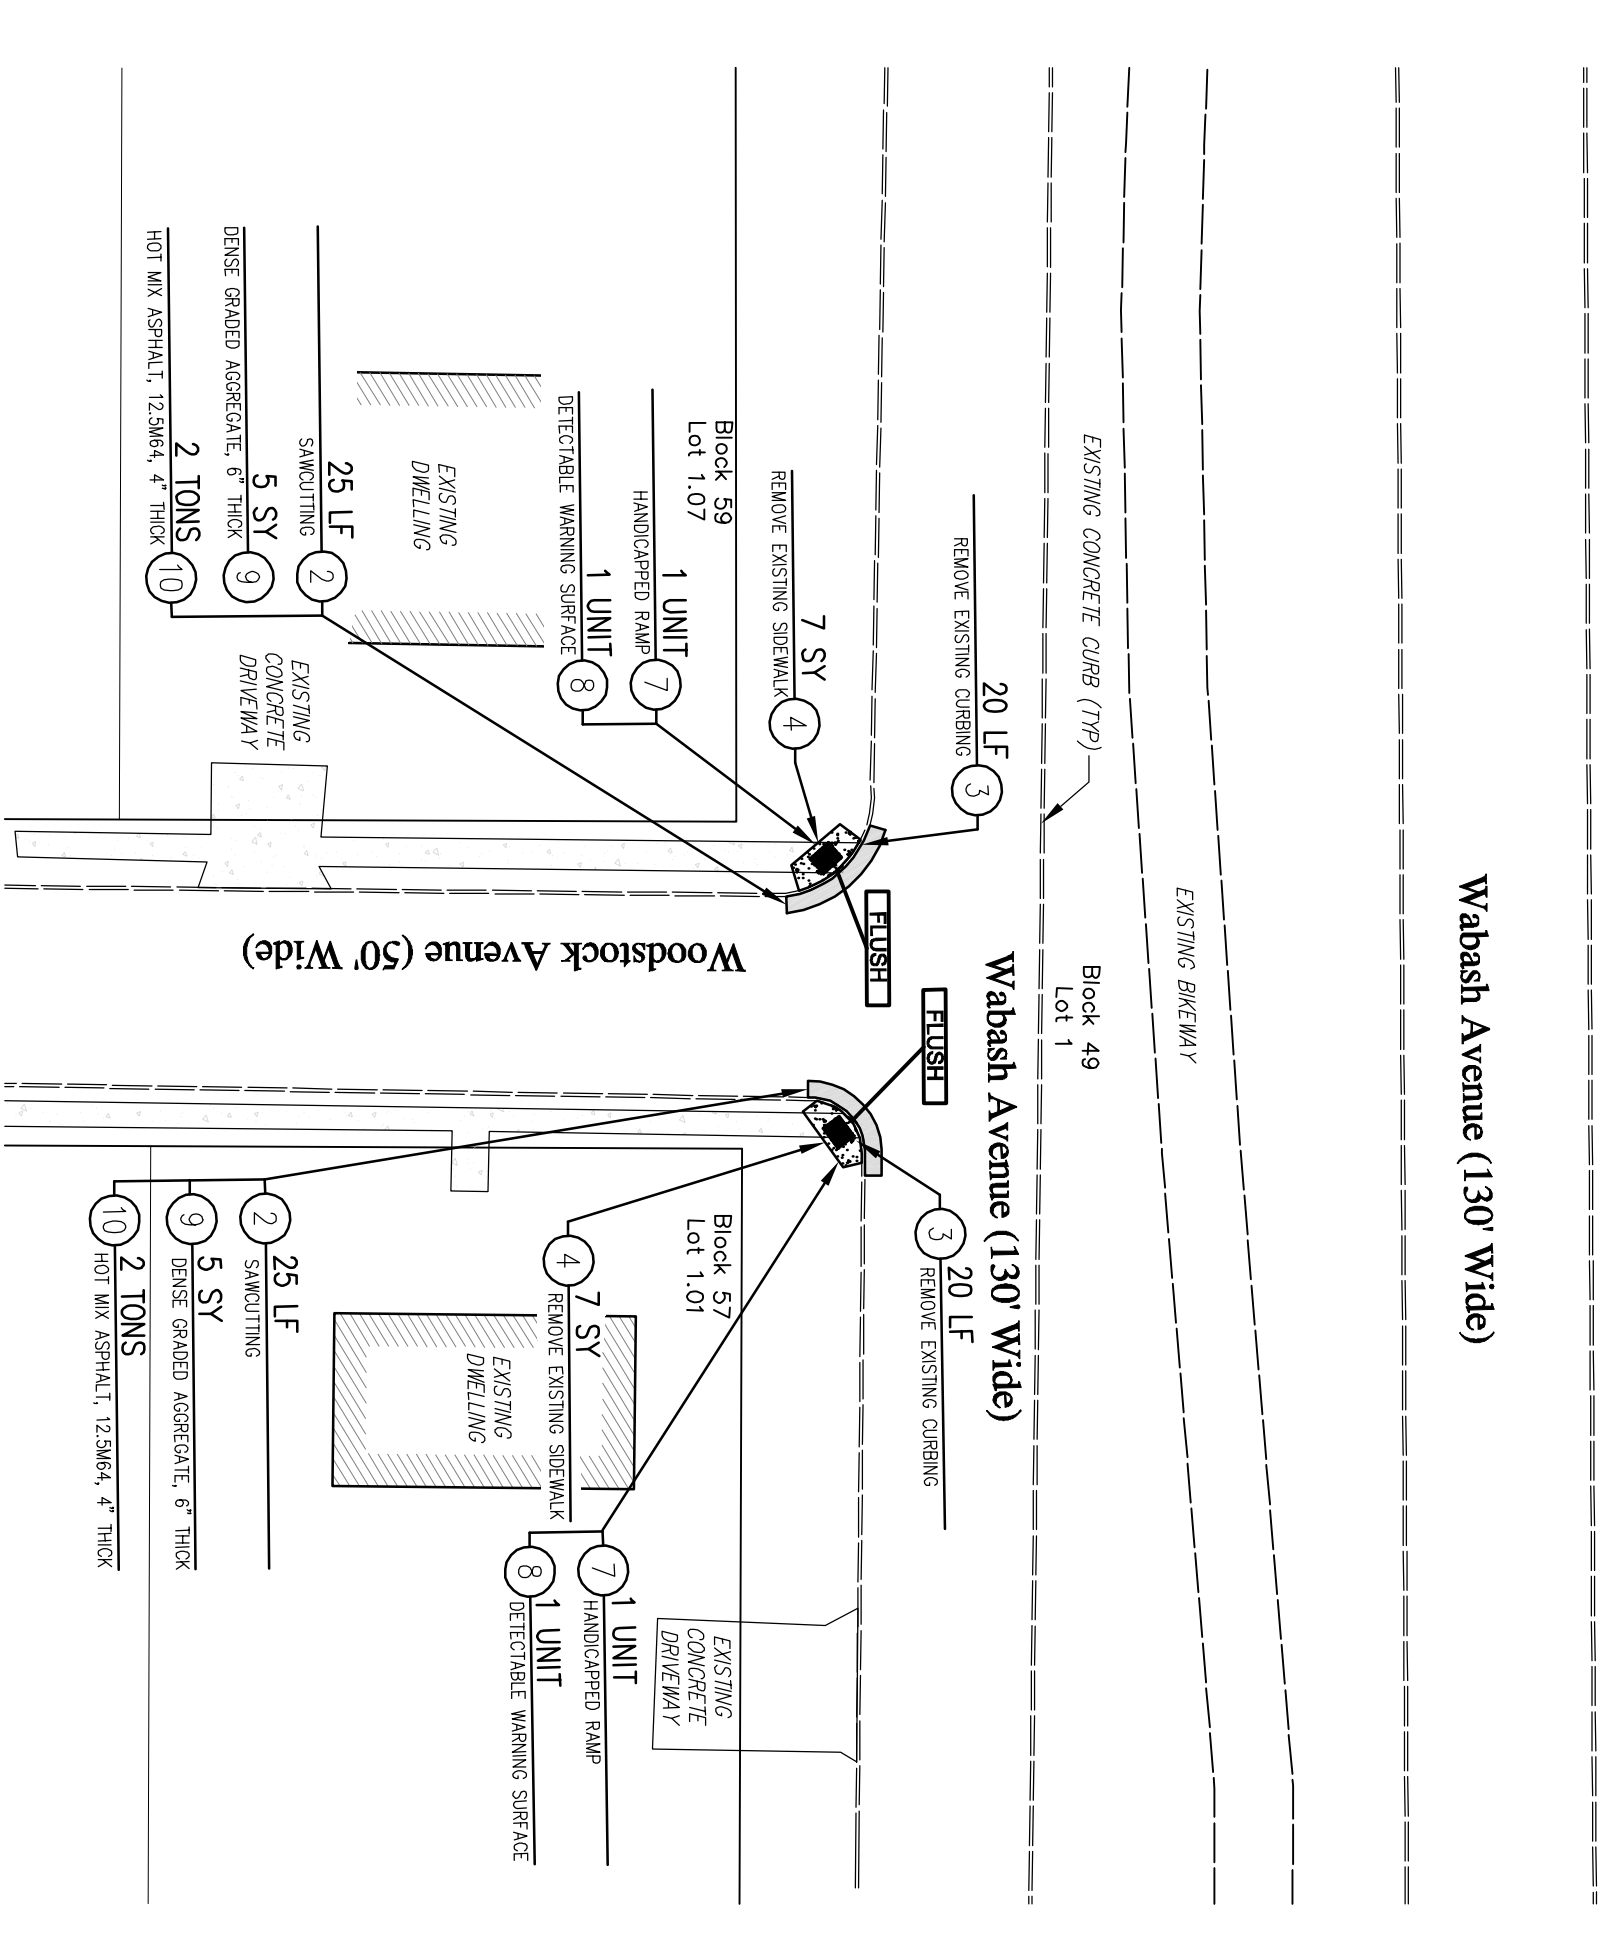 Wabash Avenue (130' Wide)
EXISTING BIKEWAY
EXISTING CONCRETE CURB (TYP)
Block 49
Lot 1
Wabash Avenue (130' Wide)
20 LF
REMOVE EXISTING CURBING
3
3
20 LF
REMOVE EXISTING CURBING
FLUSH
FLUSH
7 SY
REMOVE EXISTING SIDEWALK
4
Block 59
Lot 1.07
1 UNIT
HANDICAPPED RAMP
7
1 UNIT
DETECTABLE WARNING SURFACE
8
EXISTING
DWELLING
25 LF
SAWCUTTING
2
5 SY
DENSE GRADED AGGREGATE, 6" THICK
9
2 TONS
HOT MIX ASPHALT, 12.5M64, 4" THICK
10
EXISTING
CONCRETE
DRIVEWAY
Woodstock Avenue (50' Wide)
Block 57
Lot 1.01
4
7 SY
REMOVE EXISTING SIDEWALK
EXISTING
DWELLING
EXISTING
CONCRETE
DRIVEWAY
7
1 UNIT
HANDICAPPED RAMP
8
1 UNIT
DETECTABLE WARNING SURFACE
2
25 LF
SAWCUTTING
9
5 SY
DENSE GRADED AGGREGATE, 6" THICK
10
2 TONS
HOT MIX ASPHALT, 12.5M64, 4" THICK